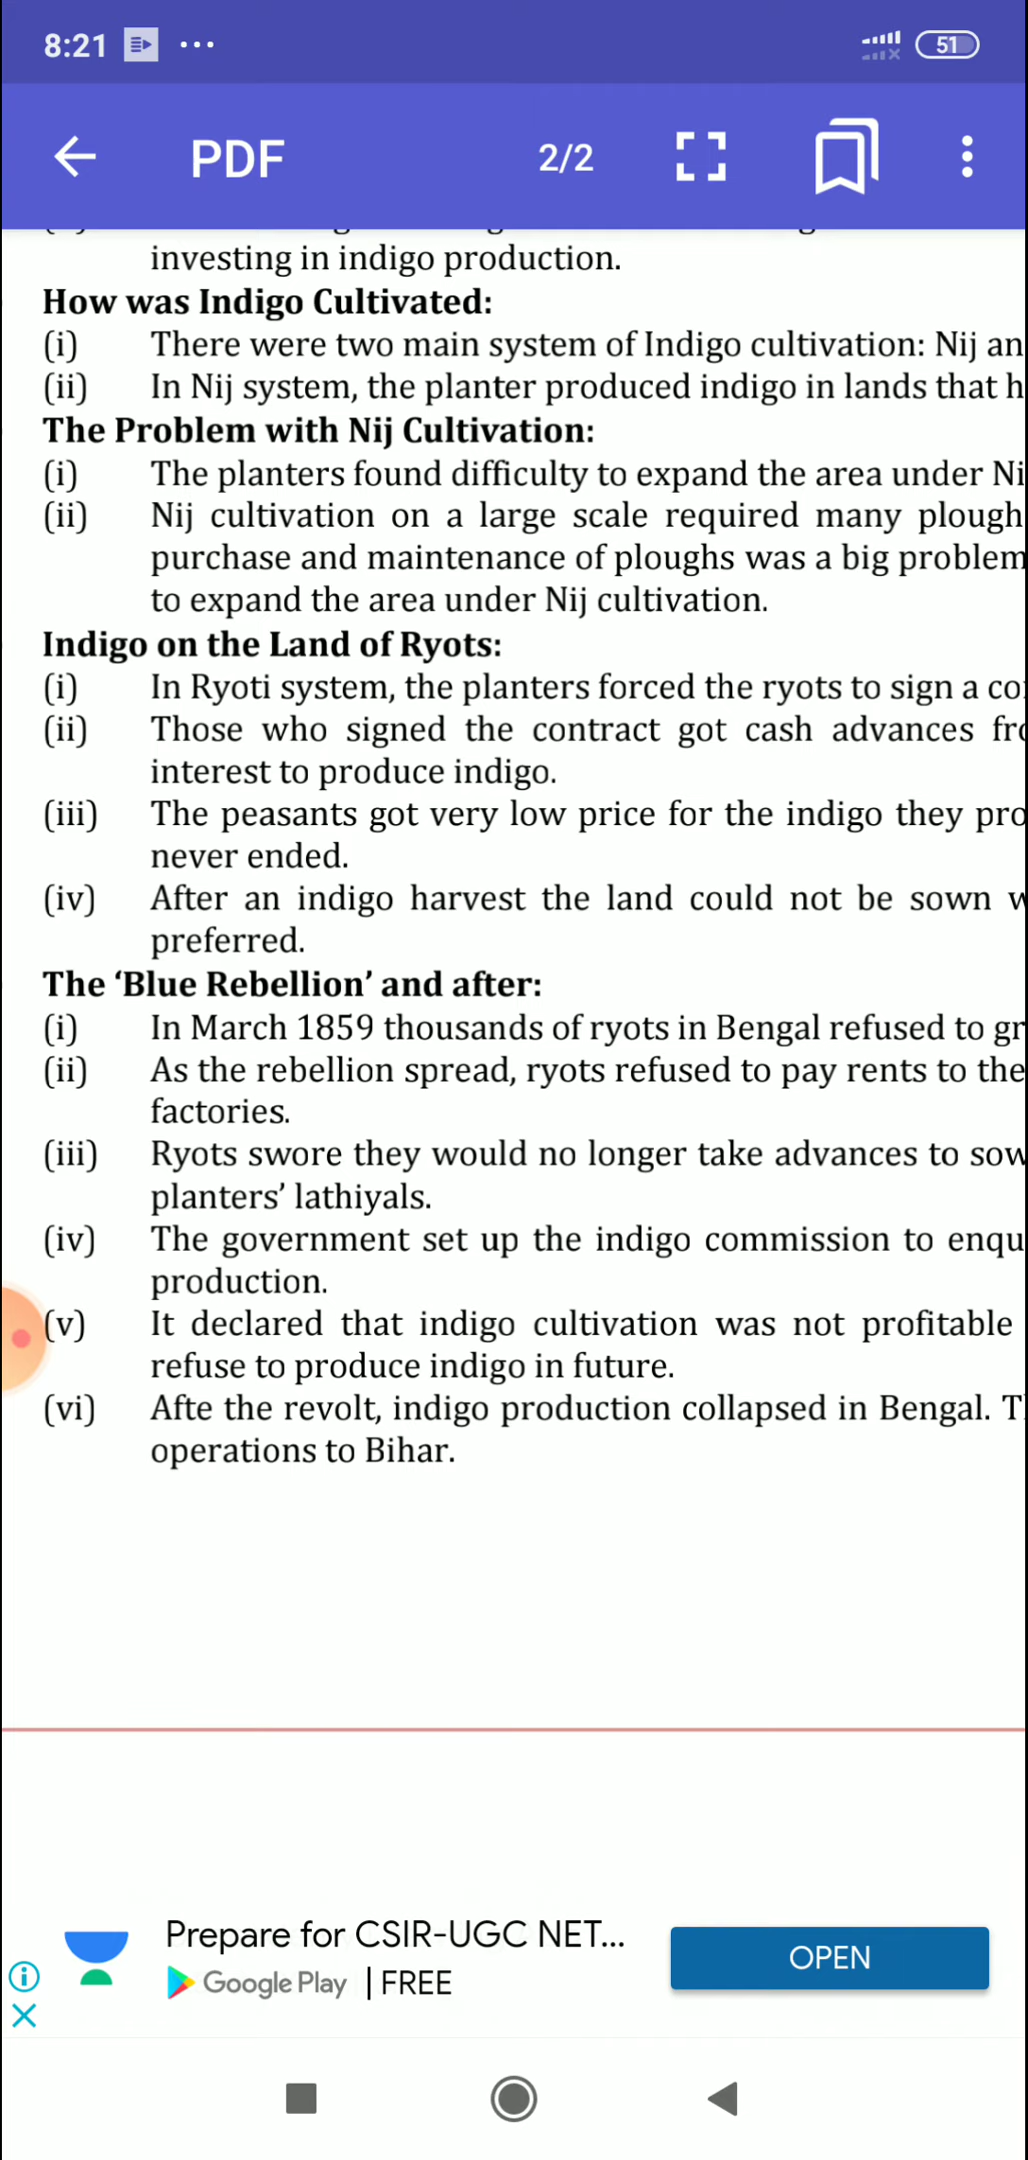 8:21
51
PDF
2/2
investing in indigo production.
How was Indigo Cultivated:
(i) There were two main system of Indigo cultivation: Nij an
(ii) In Nij system, the planter produced indigo in lands that h
The Problem with Nij Cultivation:
(i) The planters found difficulty to expand the area under Ni
(ii) Nij cultivation on a large scale required many plough
purchase and maintenance of ploughs was a big problem
to expand the area under Nij cultivation.
Indigo on the Land of Ryots:
(i) In Ryoti system, the planters forced the ryots to sign a co
(ii) Those who signed the contract got cash advances fro
interest to produce indigo.
(iii) The peasants got very low price for the indigo they pro
never ended.
(iv) After an indigo harvest the land could not be sown w
preferred.
The ‘Blue Rebellion’ and after:
(i) In March 1859 thousands of ryots in Bengal refused to gr
(ii) As the rebellion spread, ryots refused to pay rents to the
factories.
(iii) Ryots swore they would no longer take advances to sow
planters’ lathiyals.
(iv) The government set up the indigo commission to enqu
production.
(v) It declared that indigo cultivation was not profitable
refuse to produce indigo in future.
(vi) Afte the revolt, indigo production collapsed in Bengal. T
operations to Bihar.
Prepare for CSIR-UGC NET...
Google Play | FREE
OPEN